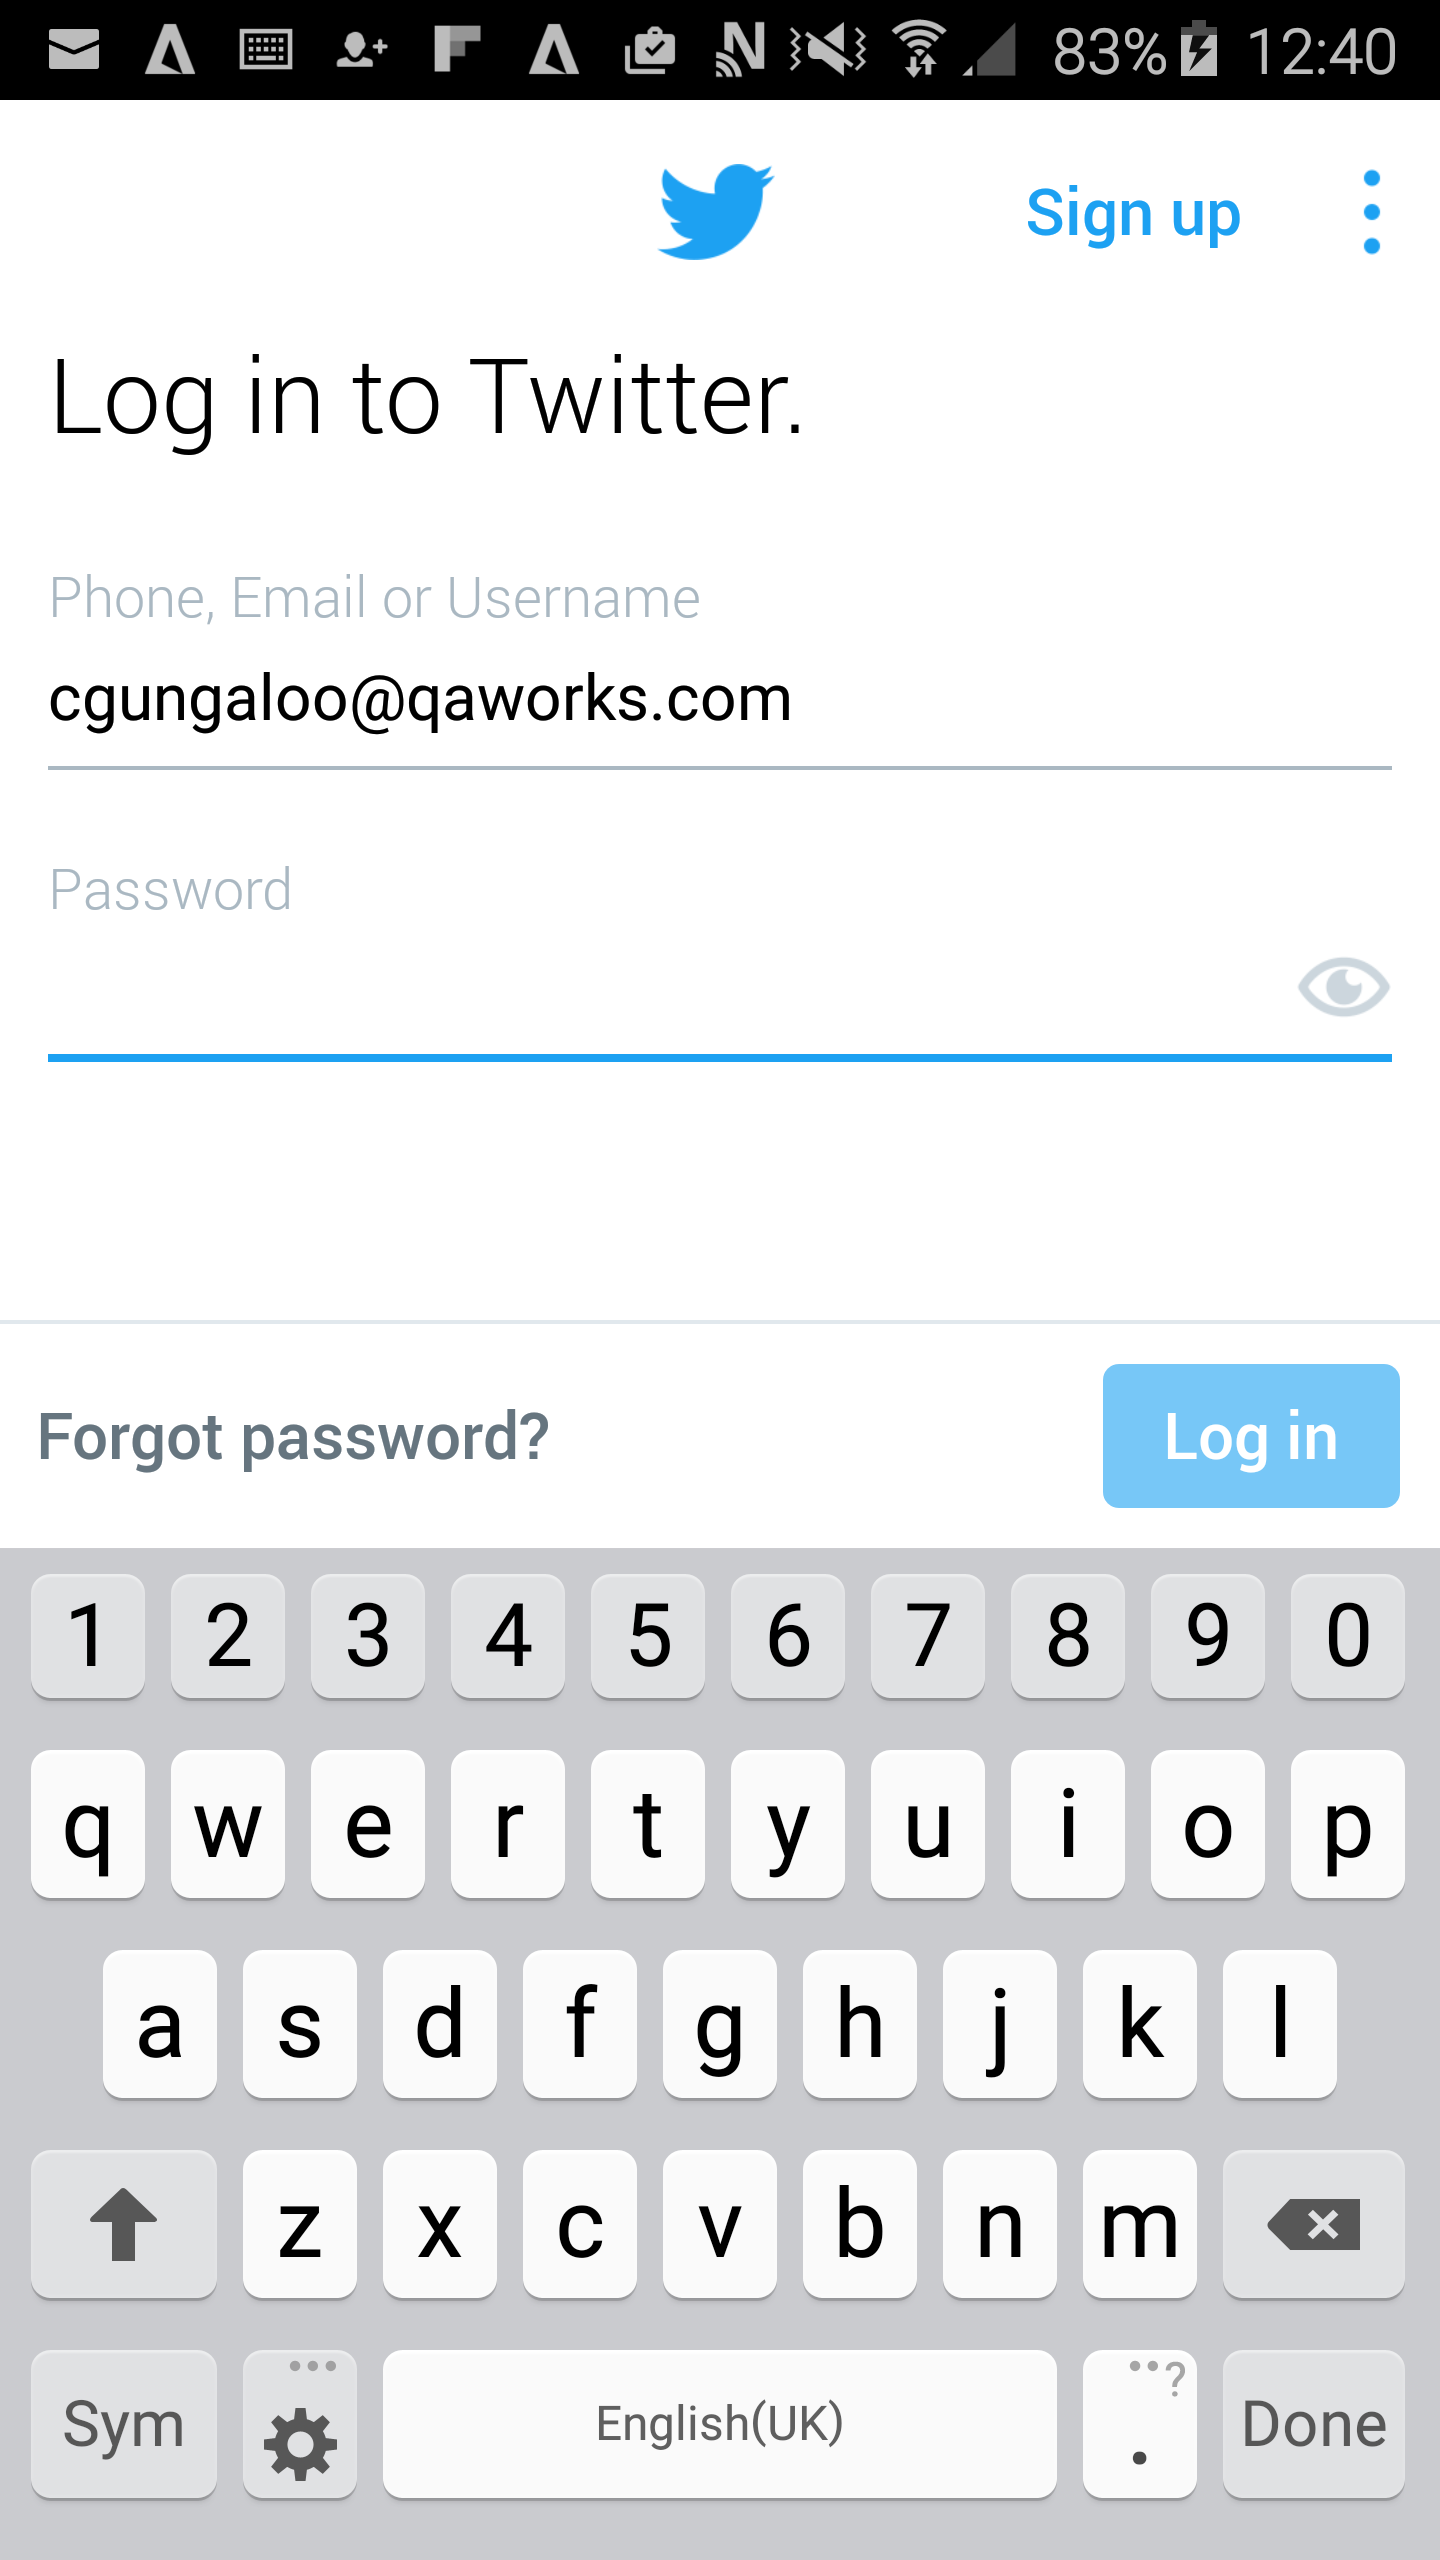 83% 12:40
Sign up
Log in to Twitter.
Phone, Email or Username
cgungaloo@qaworks.com
Password
Forgot password?
Log in
1 2 3 4 5 6 7 8 9 0
q w e r t y u i o p
a s d f g h j k l
z x c v b n m
Sym English(UK) . ? Done